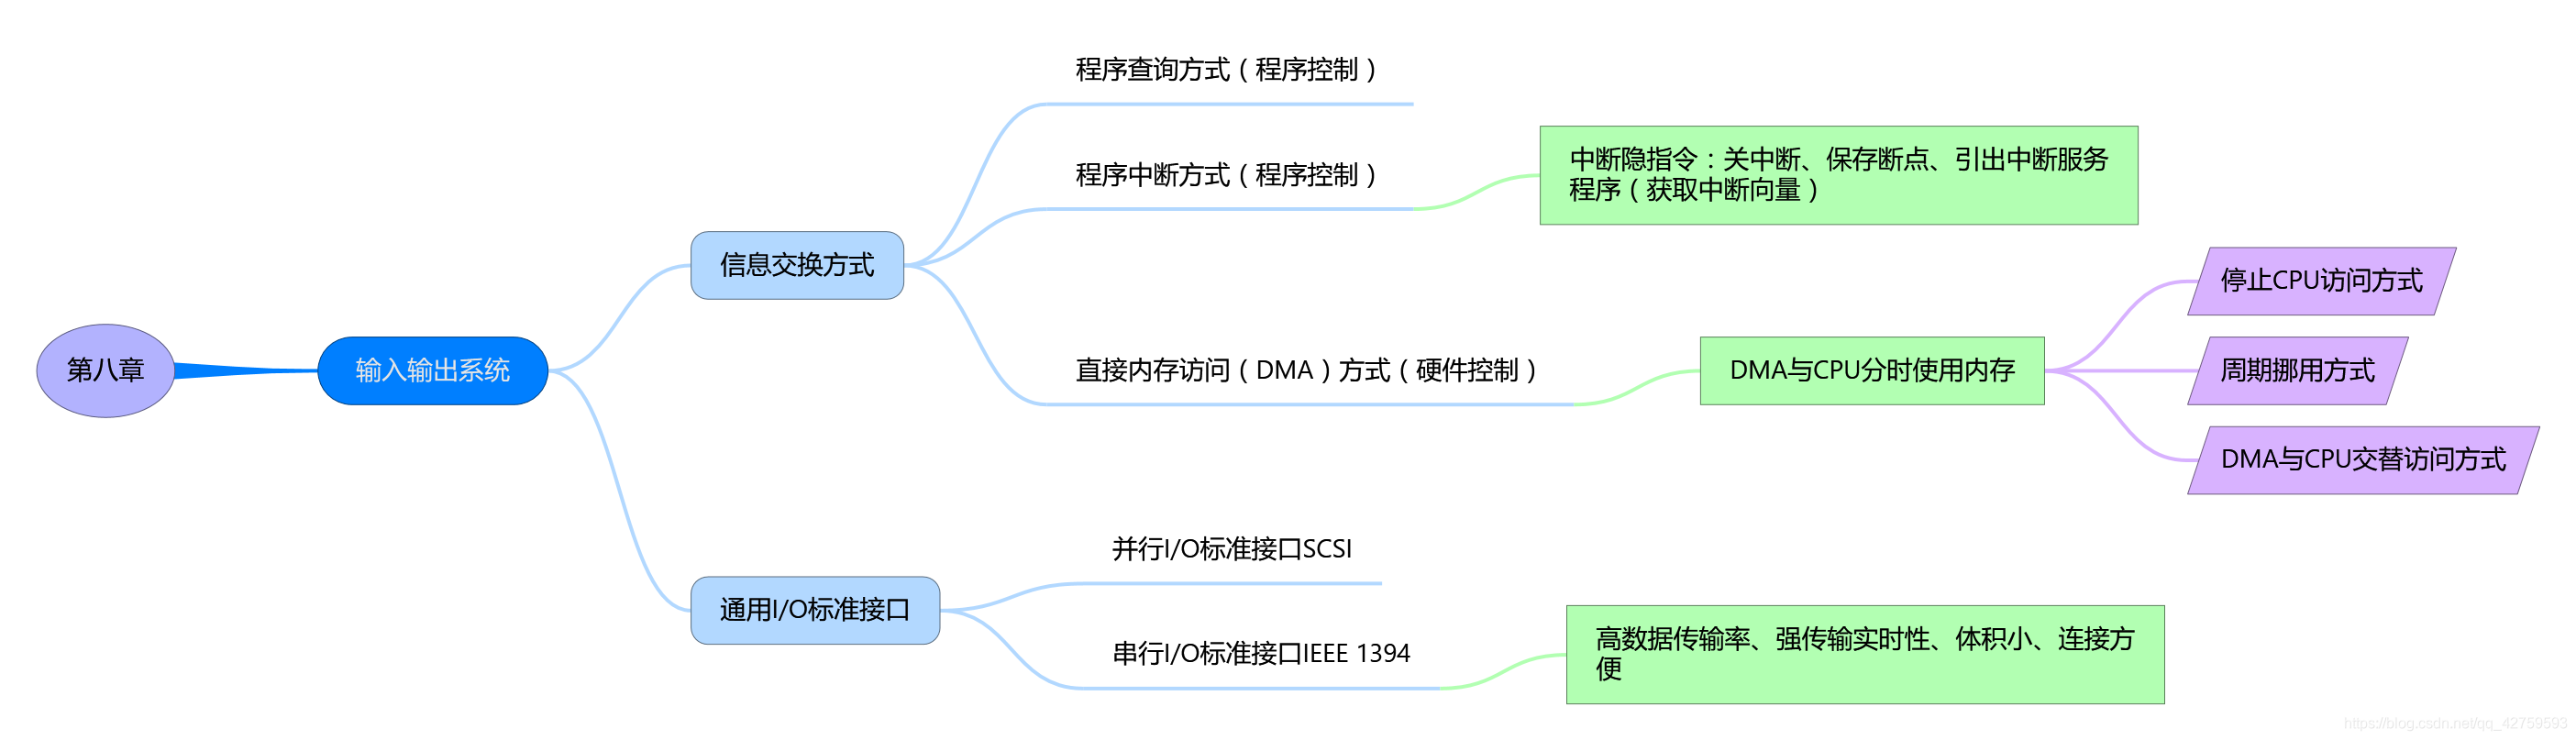 第八章
输入输出系统
信息交换方式
程序查询方式（程序控制）
程序中断方式（程序控制）
中断隐指令：关中断、保存断点、引出中断服务
程序（获取中断向量）
直接内存访问（DMA）方式（硬件控制）
DMA与CPU分时使用内存
停止CPU访问方式
周期挪用方式
DMA与CPU交替访问方式
通用I/O标准接口
并行I/O标准接口SCSI
串行I/O标准接口IEEE 1394
高数据传输率、强传输实时性、体积小、连接方
便
https://blog.csdn.net/qq_42759593